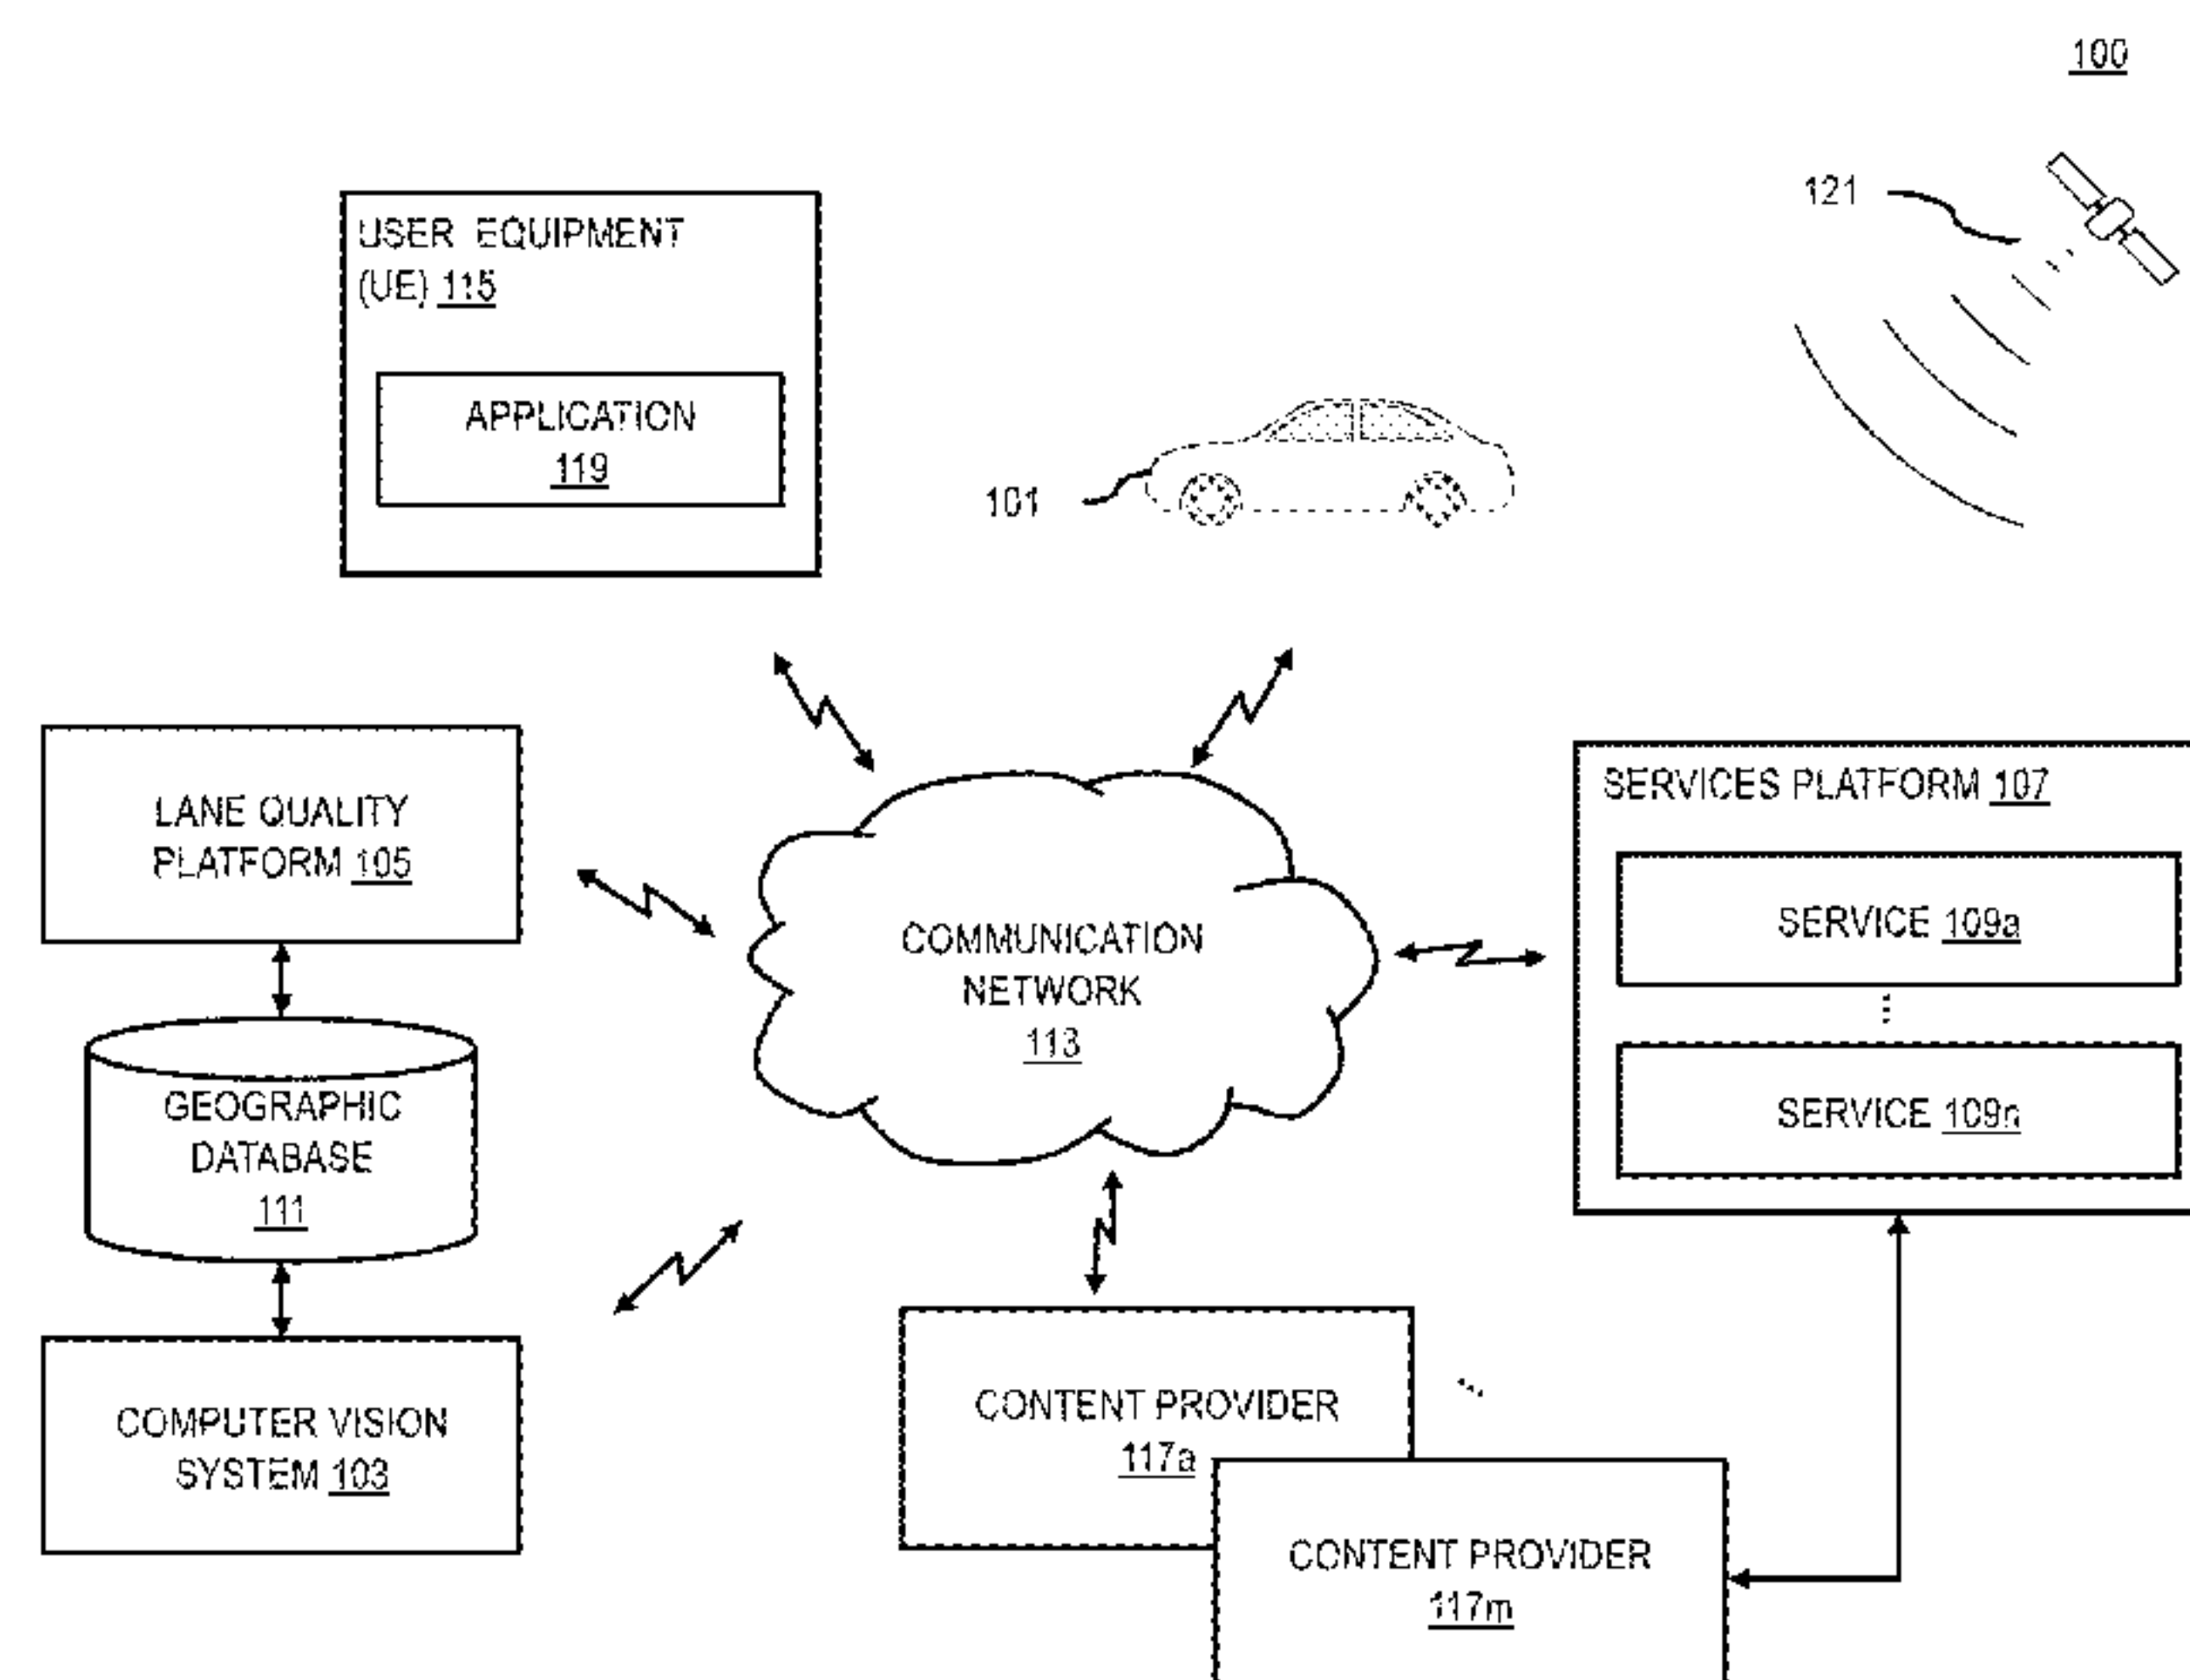 100
121
USER EQUIPMENT
(UE) 115
APPLICATION
119
101
LANE QUALITY
PLATFORM 105
SERVICES PLATFORM 107
SERVICE 109a
SERVICE 109n
COMMUNICATION
NETWORK
113
GEOGRAPHIC
DATABASE
111
COMPUTER VISION
SYSTEM 103
CONTENT PROVIDER
117a
CONTENT PROVIDER
117m